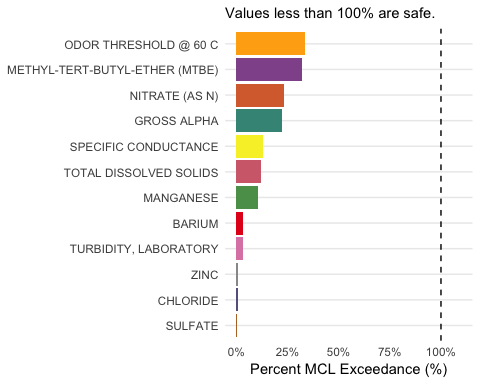 Values less than 100% are safe.
ODOR THRESHOLD @ 60 C
METHYL-TERT-BUTYL-ETHER (MTBE)
NITRATE (AS N)
GROSS ALPHA
SPECIFIC CONDUCTANCE
TOTAL DISSOLVED SOLIDS
MANGANESE
BARIUM
TURBIDITY, LABORATORY
ZINC
CHLORIDE
SULFATE
0% 25% 50% 75% 100%
Percent MCL Exceedance (%)